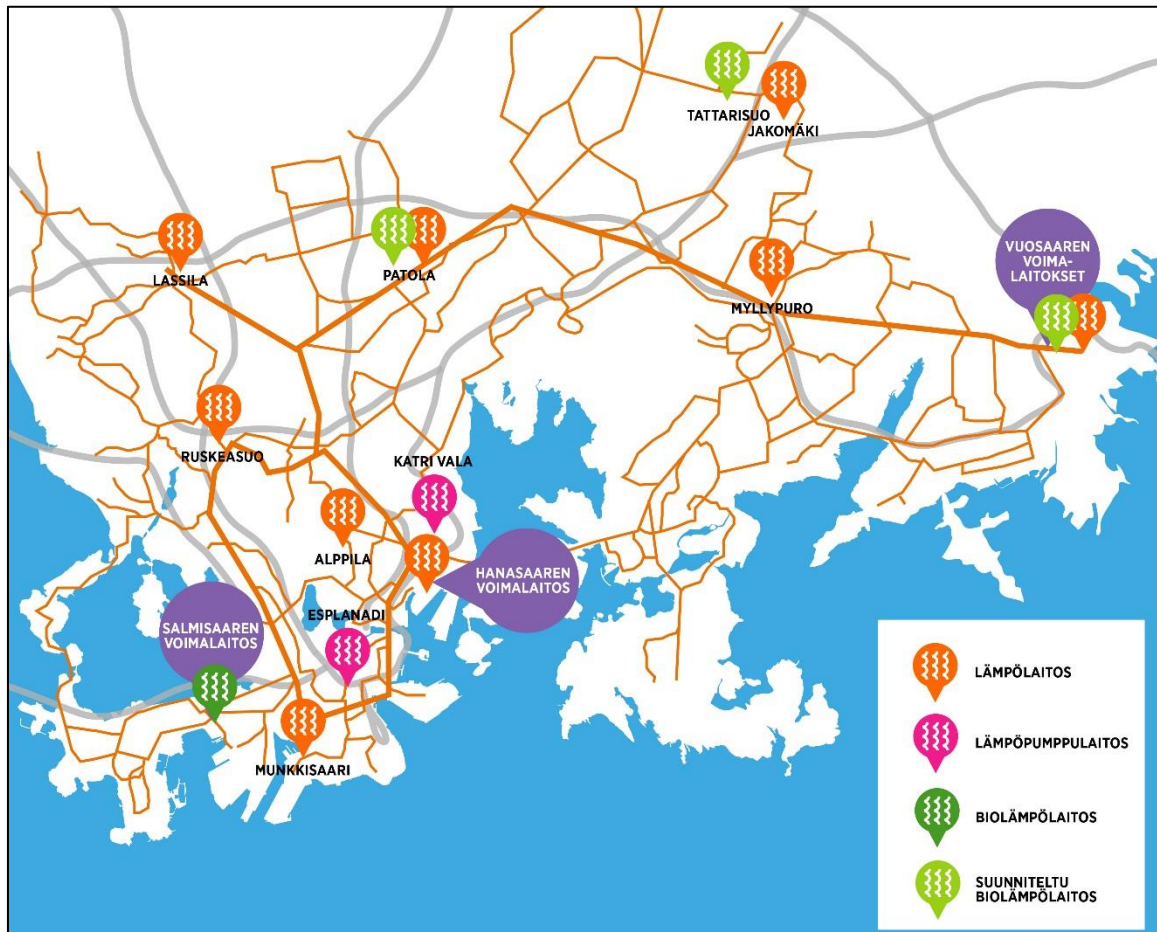 TATTARISUO
JAKOMÄKI
VUOSAAREN
VOIMA-
LAITOKSET
LASSILA
PATOLA
MYLLYPURO
RUSKEASUO
KATRI VALA
ALPPILA
HANASAAREN
VOIMALAITOS
ESPLANADI
SALMISAAREN
VOIMALAITOS
MUNKKISAARI
LÄMPÖLAITOS
LÄMPÖPUMPPULAITOS
BIOLÄMPÖLAITOS
SUUNNITELTU
BIOLÄMPÖLAITOS